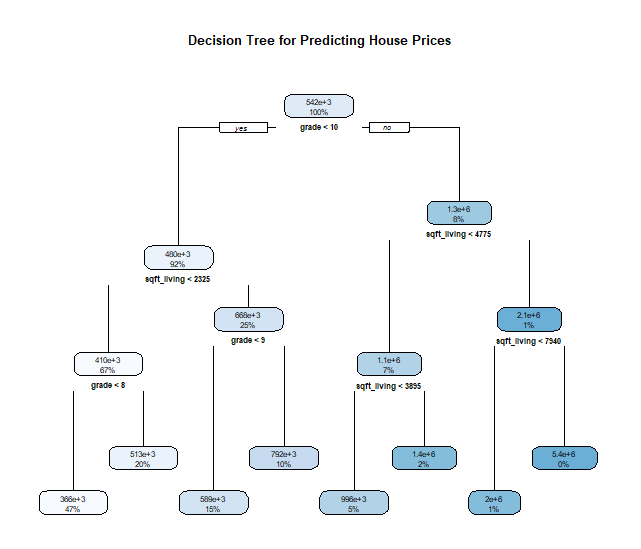 Decision Tree for Predicting House Prices
542e+3
100%
yes
grade < 10
no
1.3e+6
8%
sqft_living < 4775
480e+3
92%
sqft_living < 2325
668e+3
25%
grade < 9
2.1e+6
1%
sqft_living < 7940
410e+3
67%
grade < 8
1.1e+6
7%
sqft_living < 3895
513e+3
20%
792e+3
10%
1.4e+6
2%
5.4e+6
0%
366e+3
47%
589e+3
15%
996e+3
5%
2e+6
1%